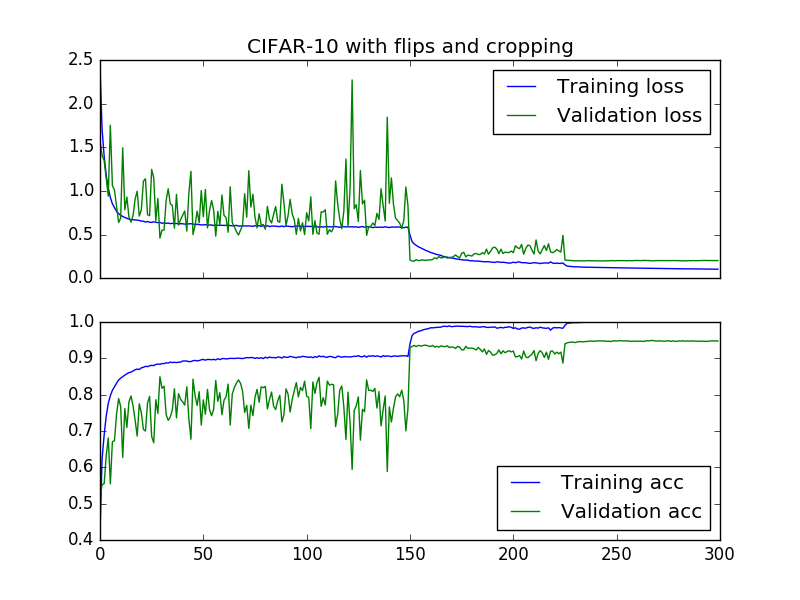 CIFAR-10 with flips and cropping
2.5
2.0
1.5
1.0
0.5
0.0
Training loss
Validation loss
1.0
0.9
0.8
0.7
0.6
0.5
0.4
Training acc
Validation acc
0 50 100 150 200 250 300